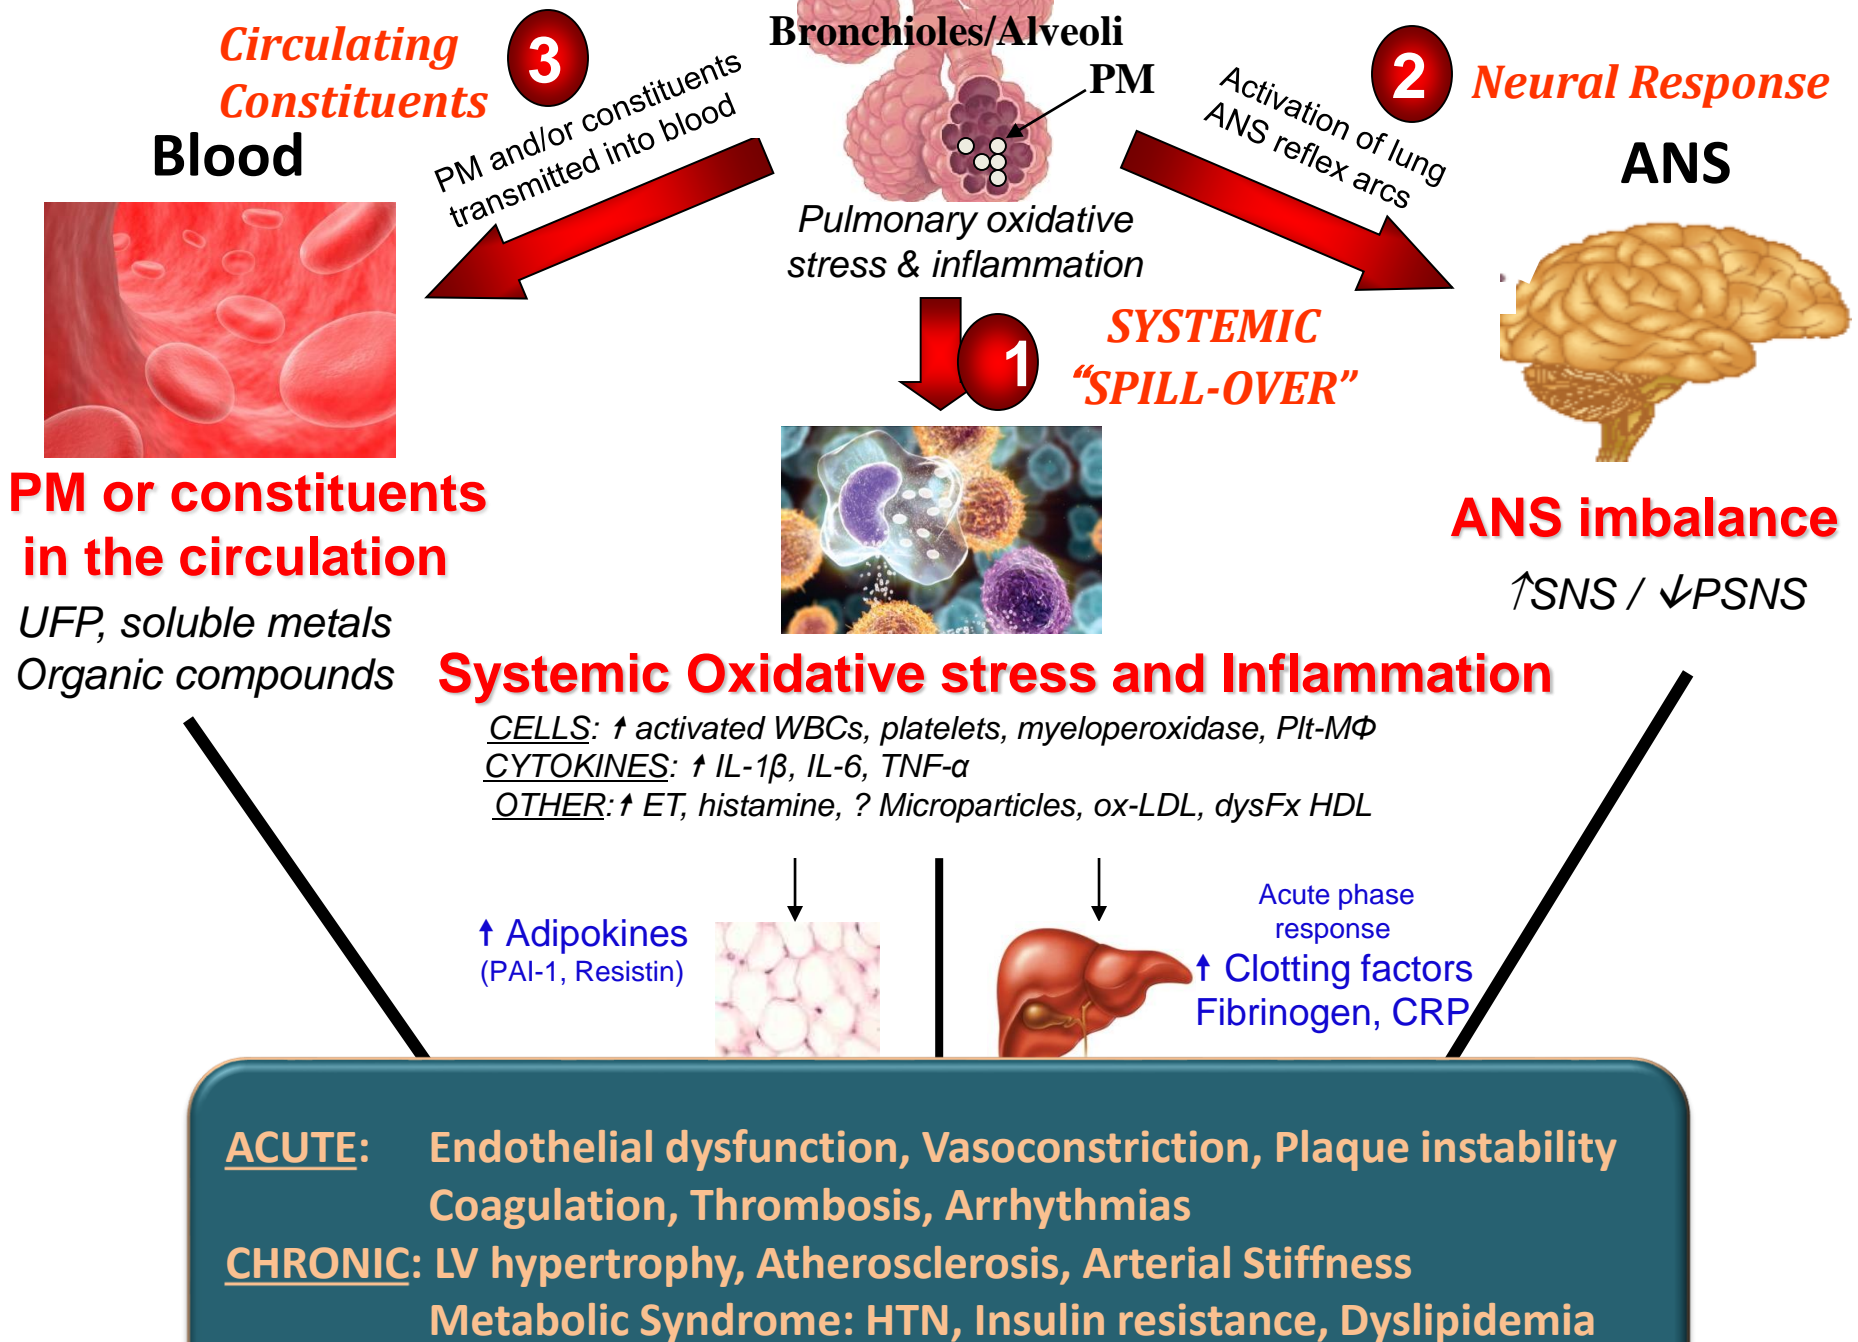 Bronchioles/Alveoli
PM
Pulmonary oxidative
stress & inflammation
Circulating
Constituents
3
PM and/or constituents
transmitted into blood
Blood
PM or constituents
in the circulation
UFP, soluble metals
Organic compounds
2
Neural Response
Activation of lung
ANS reflex arcs
ANS
ANS imbalance
↑SNS / ↓PSNS
1
SYSTEMIC
“SPILL-OVER”
Systemic Oxidative stress and Inflammation
CELLS: ↑ activated WBCs, platelets, myeloperoxidase, Plt-MΦ
CYTOKINES: ↑ IL-1β, IL-6, TNF-α
OTHER:↑ ET, histamine, ? Microparticles, ox-LDL, dysFx HDL
↑ Adipokines
(PAI-1, Resistin)
Acute phase
response
↑ Clotting factors
Fibrinogen, CRP
ACUTE: Endothelial dysfunction, Vasoconstriction, Plaque instability
Coagulation, Thrombosis, Arrhythmias
CHRONIC: LV hypertrophy, Atherosclerosis, Arterial Stiffness
Metabolic Syndrome: HTN, Insulin resistance, Dyslipidemia